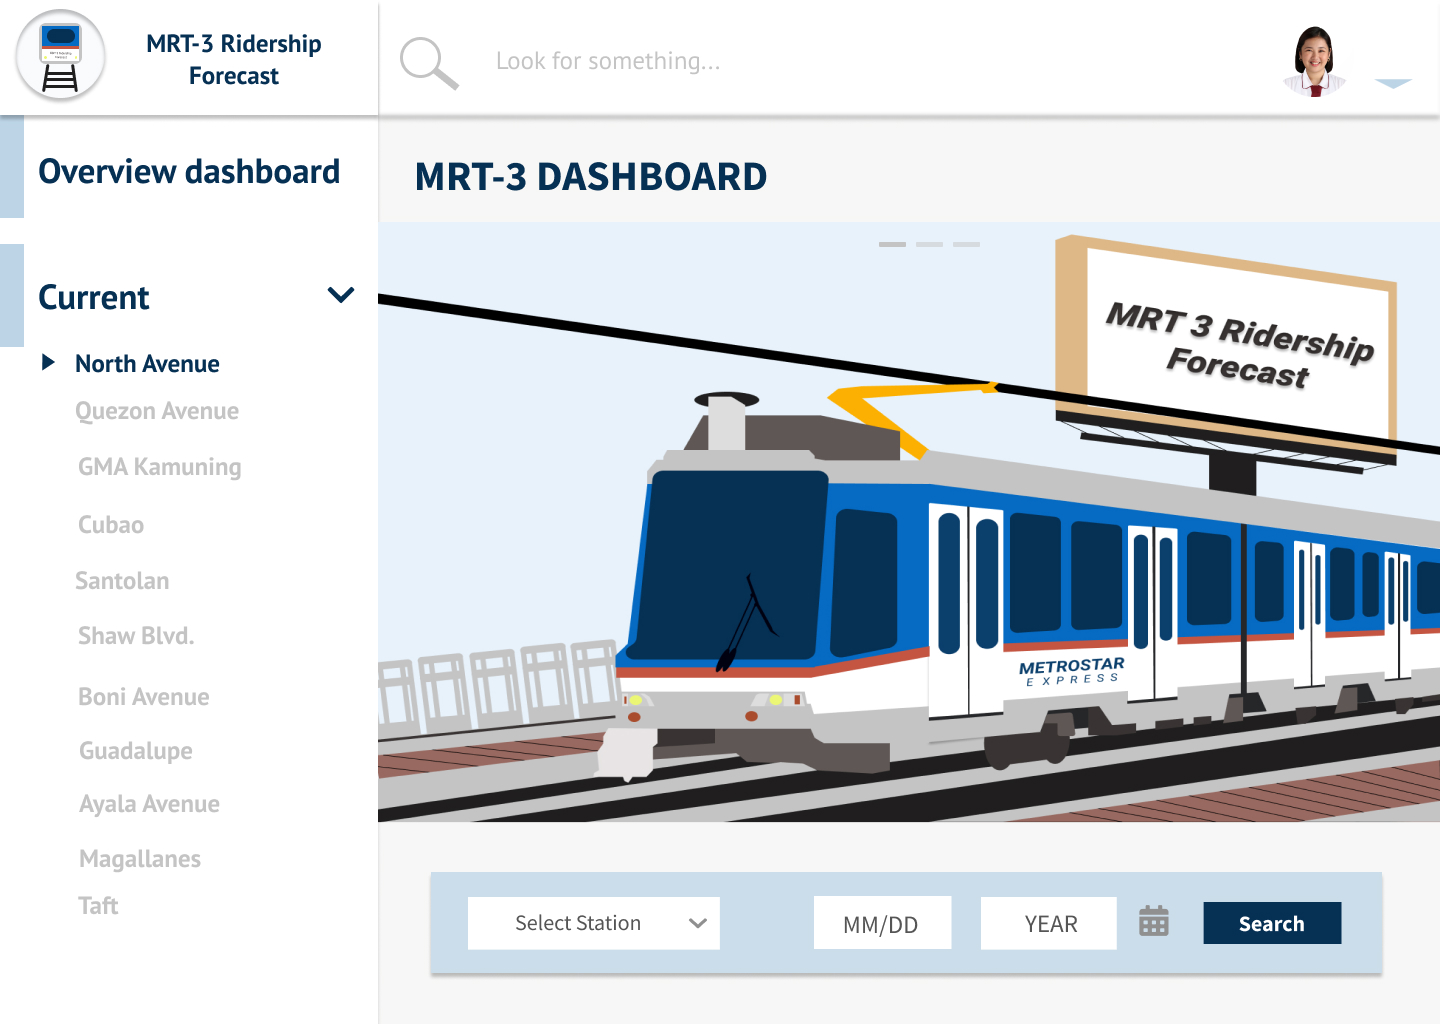 MRT-3 Ridership
Forecast
Look for something...
Overview dashboard
Current
North Avenue
Quezon Avenue
GMA Kamuning
Cubao
Santolan
Shaw Blvd.
Boni Avenue
Guadalupe
Ayala Avenue
Magallanes
Taft
MRT-3 DASHBOARD
MRT 3 Ridership
Forecast
METROSTAR
EXPRESS
Select Station
MM/DD
YEAR
Search